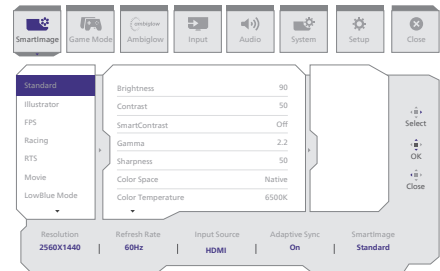 ambiglow
SmartImage Game Mode Ambiglow Input Audio System Setup Close
Standard
Illustrator
FPS
Racing
RTS
Movie
LowBlue Mode
Brightness 90
Contrast 50
SmartContrast Off
Gamma 2.2
Sharpness 50
Color Space Native
Color Temperature 6500K
Select
OK
Close
Resolution Refresh Rate Input Source Adaptive Sync SmartImage
2560X1440 | 60Hz | HDMI | On | Standard